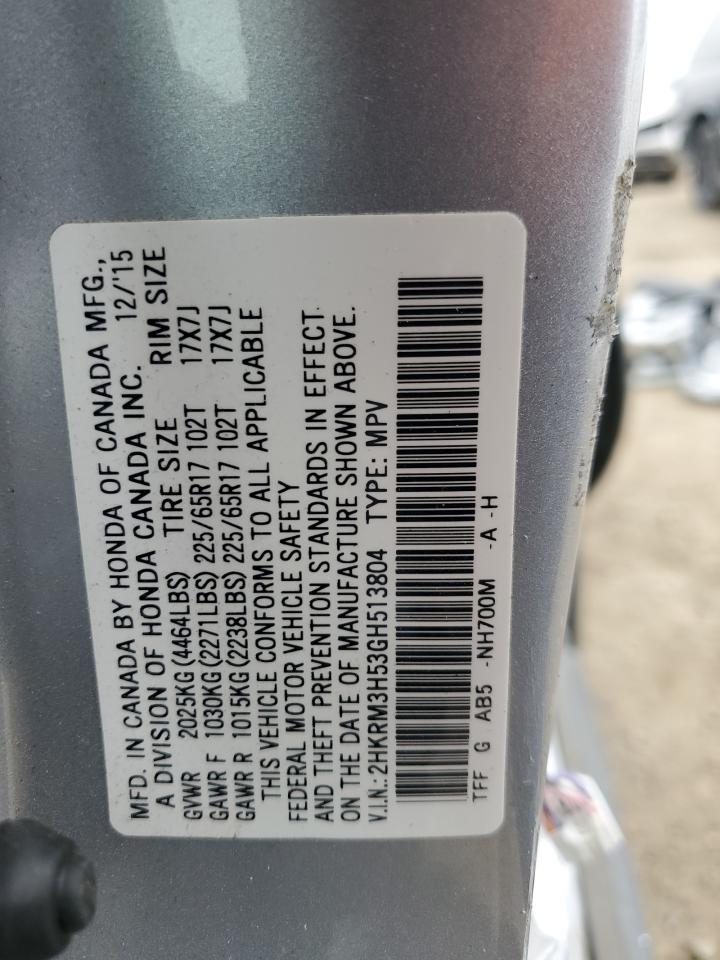 MFD. IN CANADA BY HONDA OF CANADA MFG.,
A DIVISION OF HONDA CANADA INC. 12/'15
GVWR 2025KG(4464LBS) TIRE SIZE RIM SIZE
GAWR F 1030KG(2271LBS) 225/65R17 102T 17X7J
GAWR R 1015KG(2238LBS) 225/65R17 102T 17X7J
THIS VEHICLE CONFORMS TO ALL APPLICABLE
FEDERAL MOTOR VEHICLE SAFETY
AND THEFT PREVENTION STANDARDS IN EFFECT
ON THE DATE OF MANUFACTURE SHOWN ABOVE.
V.I.N.: 2HKRM3H53GH513804 TYPE: MPV
TFF G AB5 -NH700M -A -H